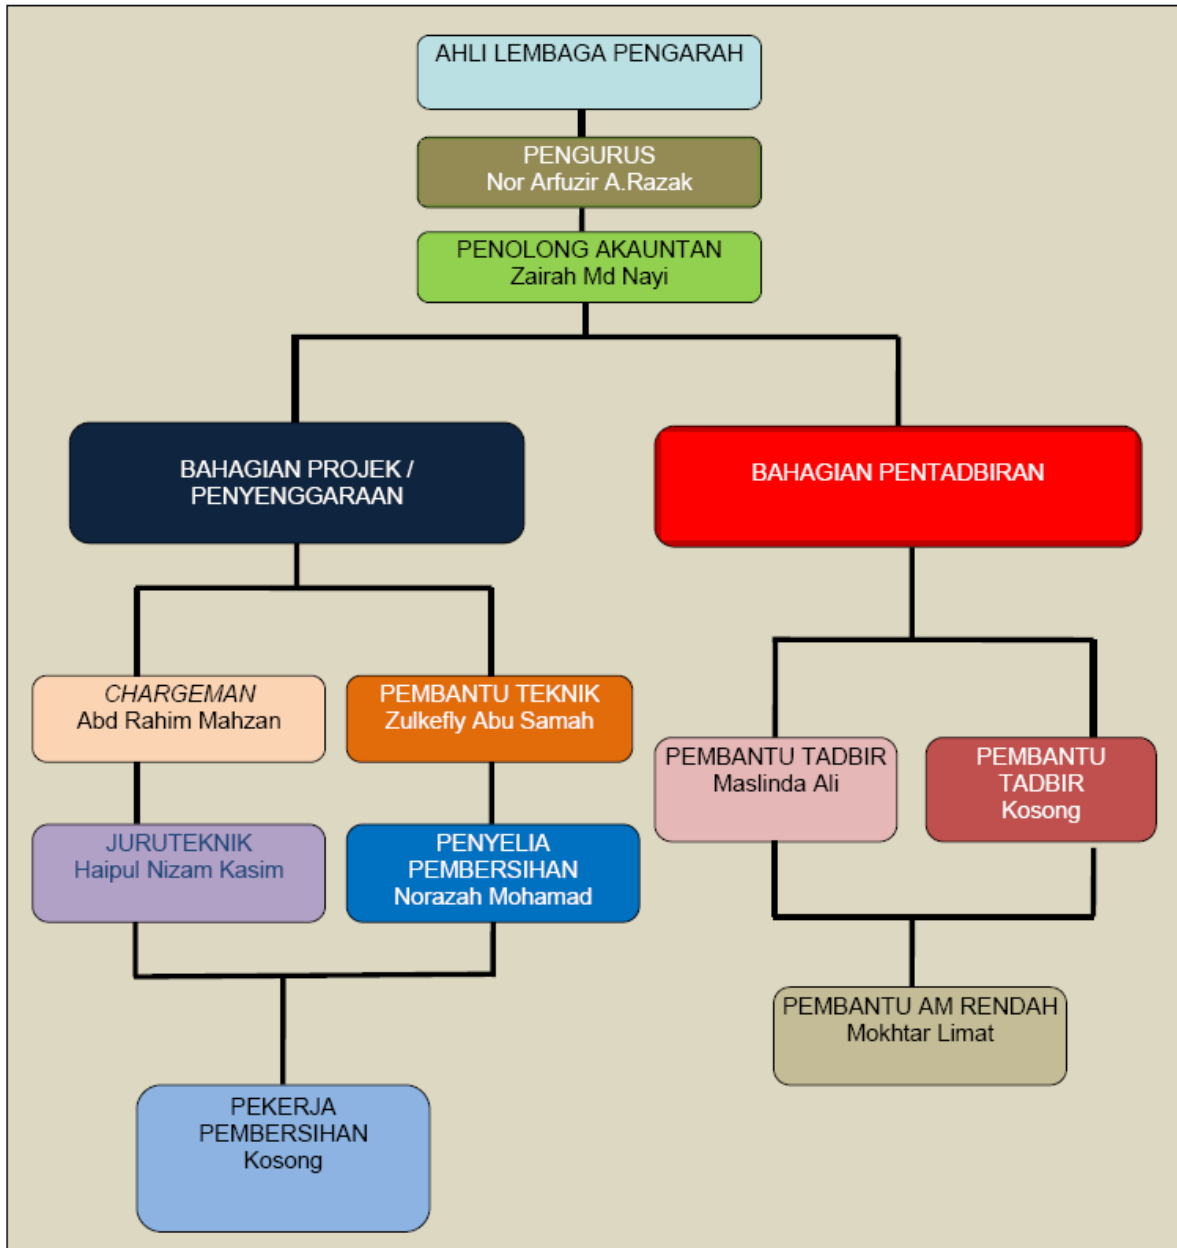 AHLI LEMBAGA PENGARAH
PENGURUS
Nor Arfuzir A.Razak
PENOLONG AKAUNTAN
Zairah Md Nayi
BAHAGIAN PROJEK /
PENYENGGARAAN
BAHAGIAN PENTADBIRAN
CHARGEMAN
Abd Rahim Mahzan
PEMBANTU TEKNIK
Zulkefly Abu Samah
PEMBANTU TADBIR
Maslinda Ali
PEMBANTU
TADBIR
Kosong
JURUTEKNIK
Haipul Nizam Kasim
PENYELIA
PEMBERSIHAN
Norazah Mohamad
PEMBANTU AM RENDAH
Mokhtar Limat
PEKERJA
PEMBERSIHAN
Kosong